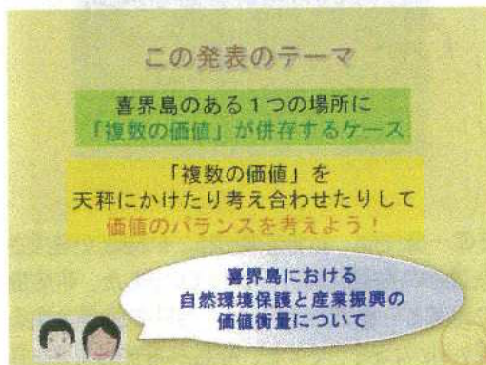 この発表のテーマ
喜界島のある1つの場所に
「複数の価値」が併存するケース
「複数の価値」を
天秤にかけたり考え合わせたりして
価値のバランスを考えよう！
喜界島における
自然環境保護と産業振興の
価値衡量について